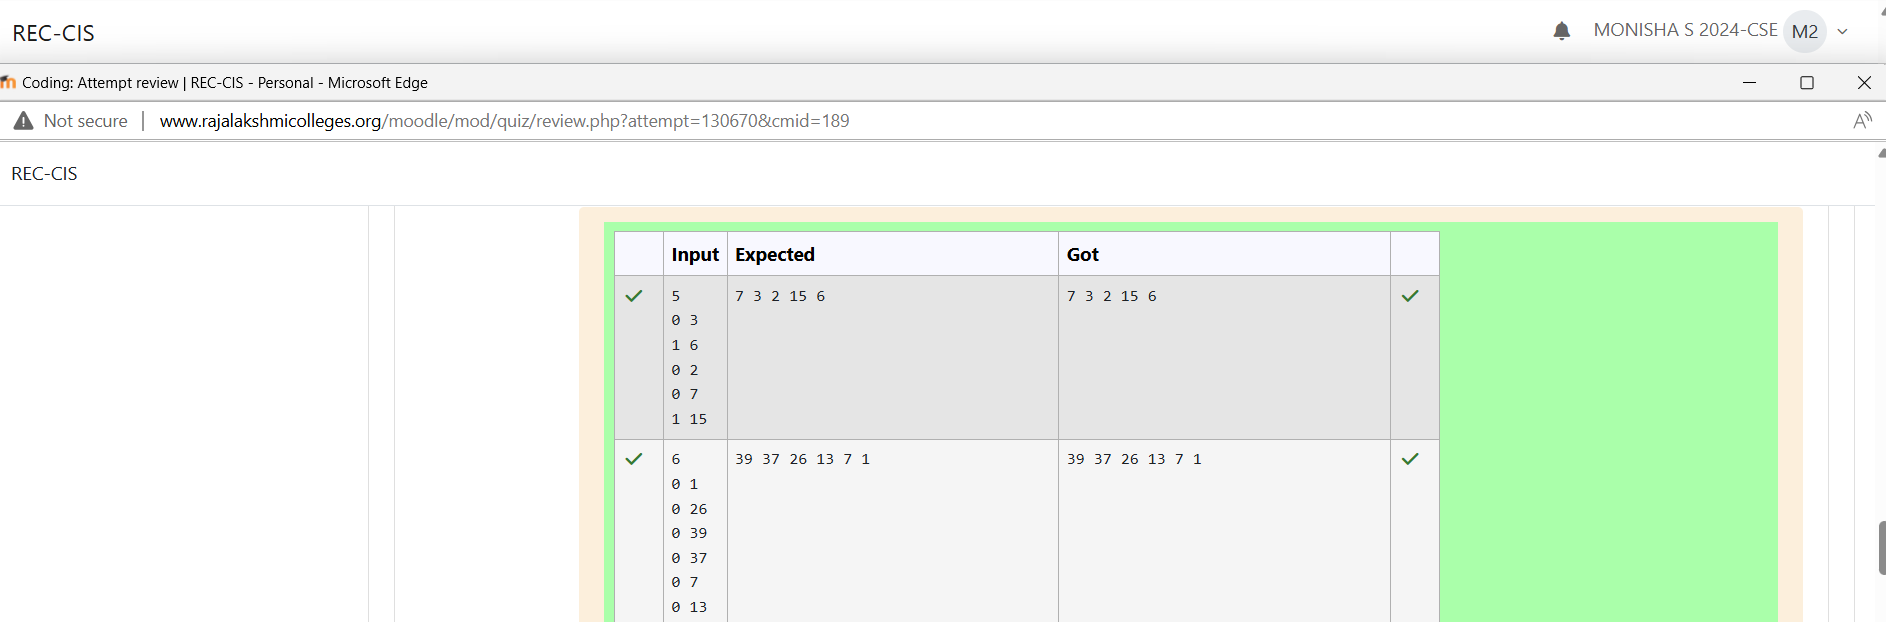 REC-CIS
MONISHA S 2024-CSE M2
Coding: Attempt review | REC-CIS - Personal - Microsoft Edge
Not secure | www.rajalakshmicolleges.org/moodle/mod/quiz/review.php?attempt=130670&cmid=189
REC-CIS
Input Expected Got
5 7 3 2 15 6 7 3 2 15 6
0 3
1 6
0 2
0 7
1 15
6 39 37 26 13 7 1 39 37 26 13 7 1
0 1
0 26
0 39
0 37
0 7
0 13